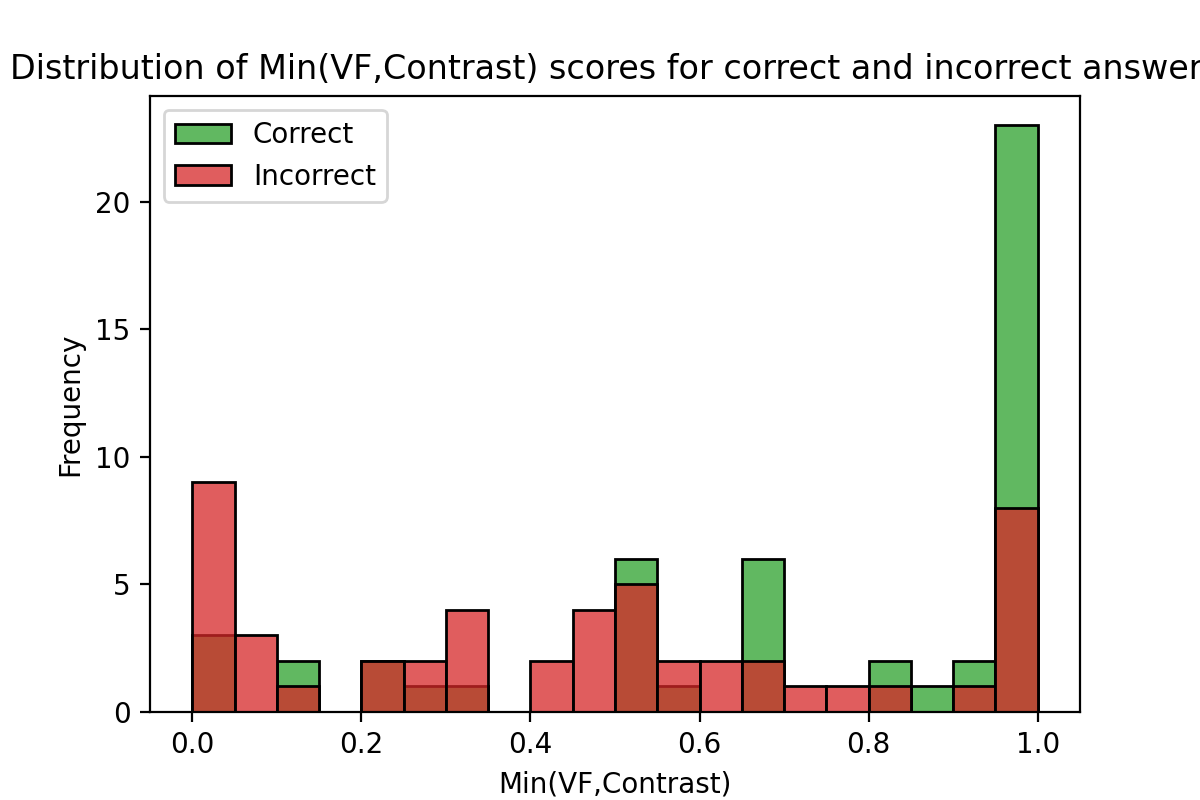 Distribution of Min(VF,Contrast) scores for correct and incorrect answer
Correct
Incorrect
Frequency
20
15
10
5
0
0.0 0.2 0.4 0.6 0.8 1.0
Min(VF,Contrast)